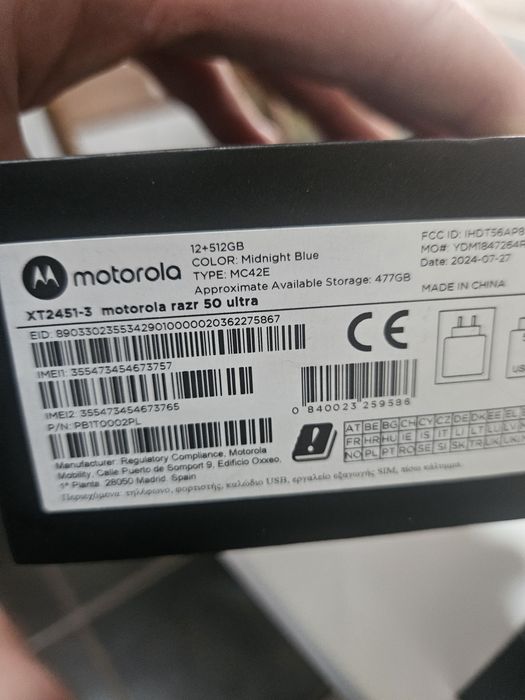 motorola
12+512GB
COLOR: Midnight Blue
TYPE: MC42E
Approximate Available Storage: 477GB
FCC ID: IHDT56AP8
MO#: YDM1847264R
Date: 2024-07-27
MADE IN CHINA
XT2451-3 motorola razr 50 ultra
EID: 89033023553429010000020362275867
IMEI1: 355473454673757
IMEI2: 355473454673765
P/N: PB1T0002PL
CE
0 840023 259586
AT BE BG CH CY CZ DE DK EE EL
FR HR HU IE IS IT LI LT LU LV
NO PL PT RO SE SI SK TR UK
Manufacturer: Regulatory Compliance, Motorola
Mobility, Calle Puerto de Somport 9, Edificio Oxxeo,
1ª Planta 28050 Madrid Spain
Περιεχόμενα: τηλέφωνο, φορτιστής, καλώδιο USB, εργαλείο εξαγωγής SIM, πίσω κάλυμμα